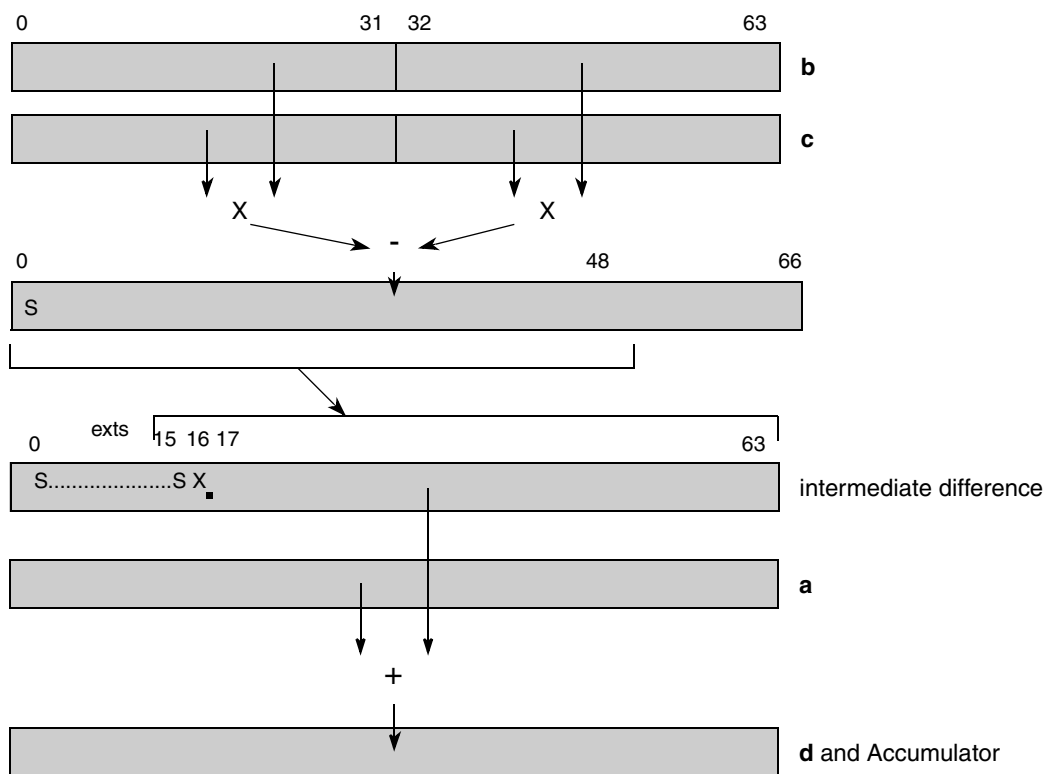 0 31 32 63
b
c
X X
-
0 48 66
S
exts
0 15 16 17 63
S.....................S X.
intermediate difference
a
+
d and Accumulator